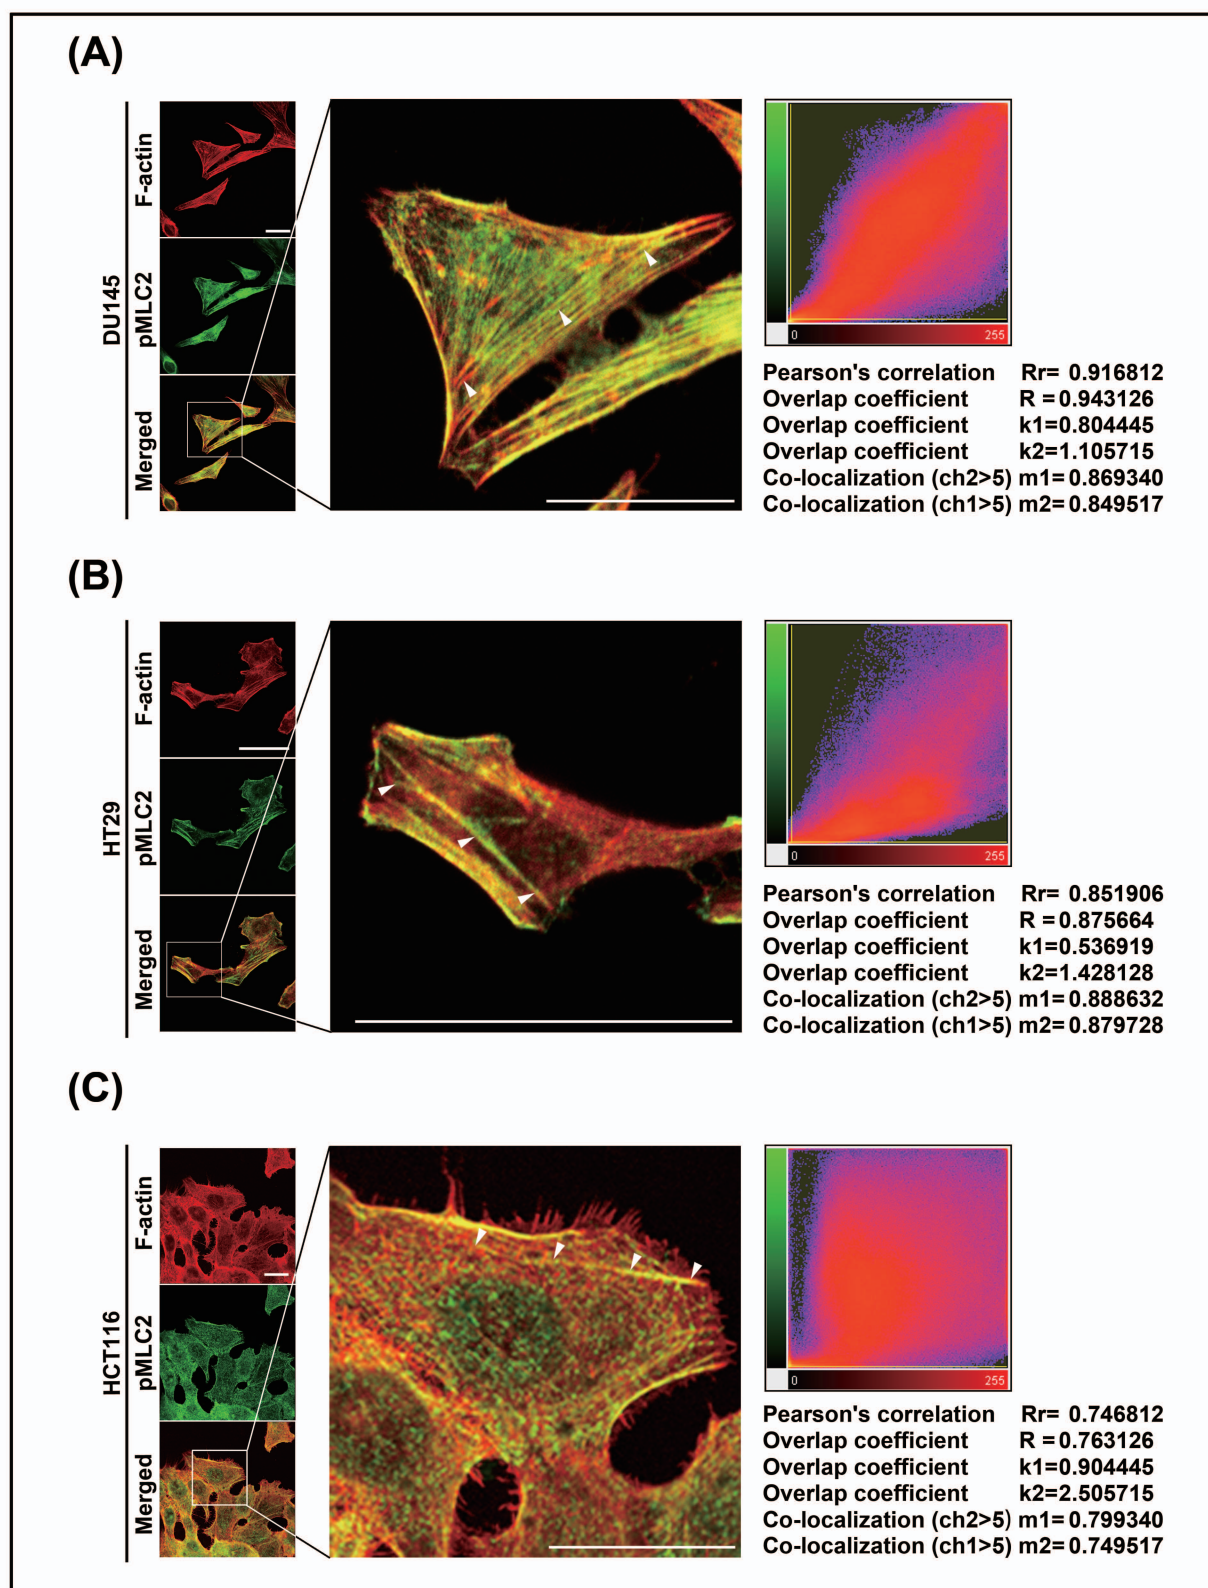 (A)
DU145
F-actin
pMLC2
Merged
0 255
Pearson's correlation Rr= 0.916812
Overlap coefficient R =0.943126
Overlap coefficient k1=0.804445
Overlap coefficient k2=1.105715
Co-localization (ch2>5) m1=0.869340
Co-localization (ch1>5) m2=0.849517
(B)
HT29
F-actin
pMLC2
Merged
0 255
Pearson's correlation Rr= 0.851906
Overlap coefficient R =0.875664
Overlap coefficient k1=0.536919
Overlap coefficient k2=1.428128
Co-localization (ch2>5) m1=0.888632
Co-localization (ch1>5) m2=0.879728
(C)
HCT116
F-actin
pMLC2
Merged
0 255
Pearson's correlation Rr= 0.746812
Overlap coefficient R =0.763126
Overlap coefficient k1=0.904445
Overlap coefficient k2=2.505715
Co-localization (ch2>5) m1=0.799340
Co-localization (ch1>5) m2=0.749517